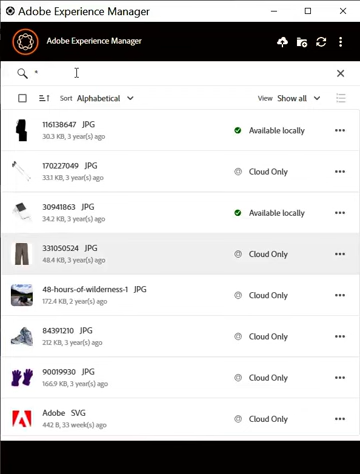 Adobe Experience Manager
Adobe Experience Manager
*
Sort Alphabetical View Show all
116138647 JPG
30.3 KB, 3 year(s) ago
Available locally
170227049 JPG
33.1 KB, 3 year(s) ago
Cloud Only
30941863 JPG
34.2 KB, 3 year(s) ago
Available locally
331050524 JPG
48.4 KB, 3 year(s) ago
Cloud Only
48-hours-of-wilderness-1 JPG
172.4 KB, 2 year(s) ago
Cloud Only
84391210 JPG
212 KB, 3 year(s) ago
Cloud Only
90019930 JPG
166.9 KB, 3 year(s) ago
Cloud Only
Adobe SVG
442 B, 33 week(s) ago
Cloud Only